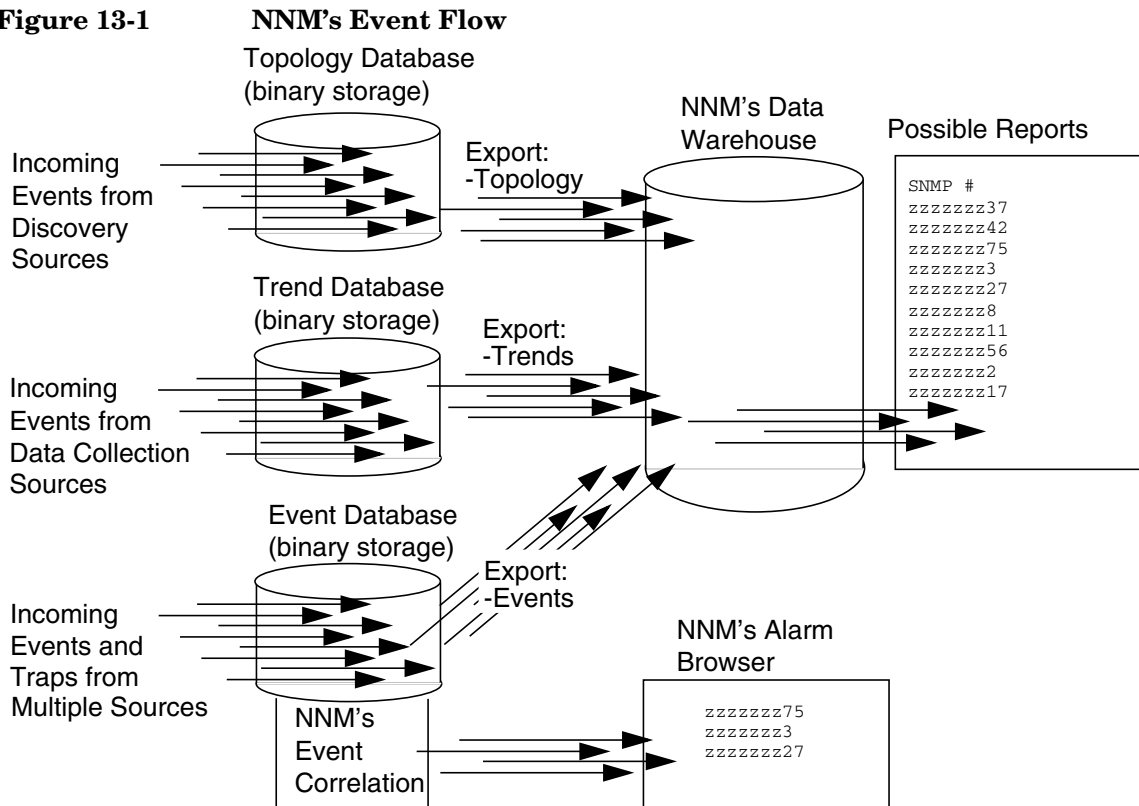 Figure 13-1 NNM's Event Flow
Topology Database
(binary storage)
NNM's Data
Warehouse
Possible Reports
Incoming
Events from
Discovery
Sources
Export:
-Topology
SNMP #
zzzzzzz37
zzzzzzz42
zzzzzzz75
zzzzzzz3
zzzzzzz27
zzzzzzz8
zzzzzzz11
zzzzzzz56
zzzzzzz2
zzzzzzz17
Trend Database
(binary storage)
Export:
-Trends
Incoming
Events from
Data Collection
Sources
Event Database
(binary storage)
Export:
-Events
Incoming
Events and
Traps from
Multiple Sources
NNM's
Event
Correlation
NNM's Alarm
Browser
zzzzzzz75
zzzzzzz3
zzzzzzz27